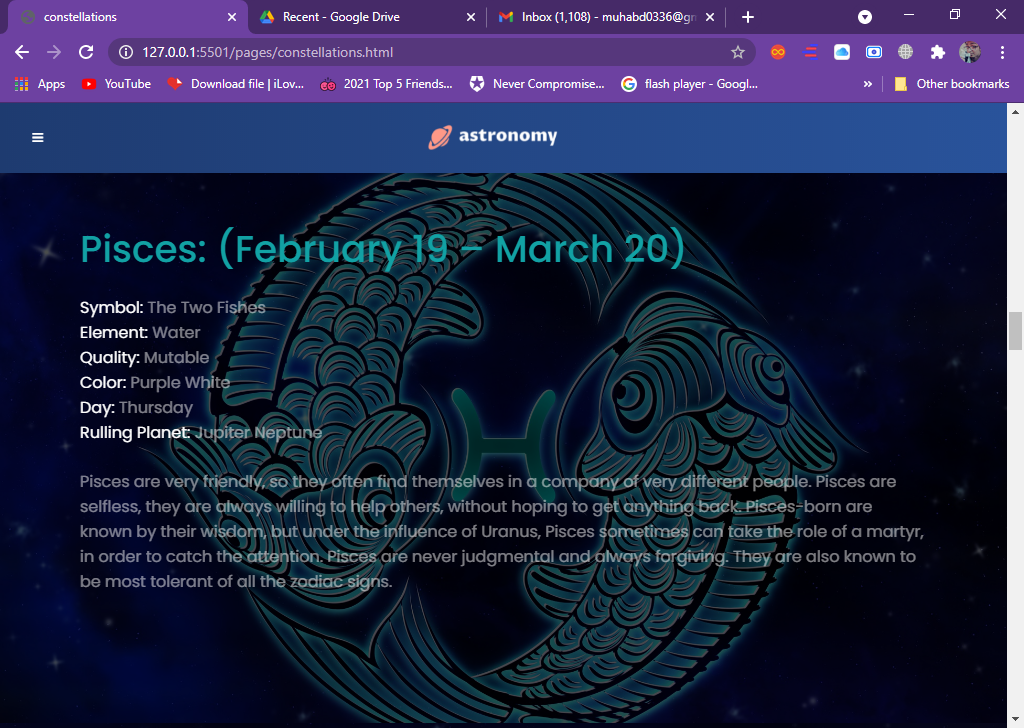 constellations
Recent - Google Drive
Inbox (1,108) - muhabd0336@gm
127.0.0.1:5501/pages/constellations.html
Apps
YouTube
Download file | iLov...
2021 Top 5 Friends...
Never Compromise...
flash player - Googl...
»
Other bookmarks
astronomy
Pisces: (February 19 – March 20)
Symbol: The Two Fishes
Element: Water
Quality: Mutable
Color: Purple White
Day: Thursday
Rulling Planet: Jupiter Neptune
Pisces are very friendly, so they often find themselves in a company of very different people. Pisces are
selfless, they are always willing to help others, without hoping to get anything back. Pisces-born are
known by their wisdom, but under the influence of Uranus, Pisces sometimes can take the role of a martyr,
in order to catch the attention. Pisces are never judgmental and always forgiving. They are also known to
be most tolerant of all the zodiac signs.